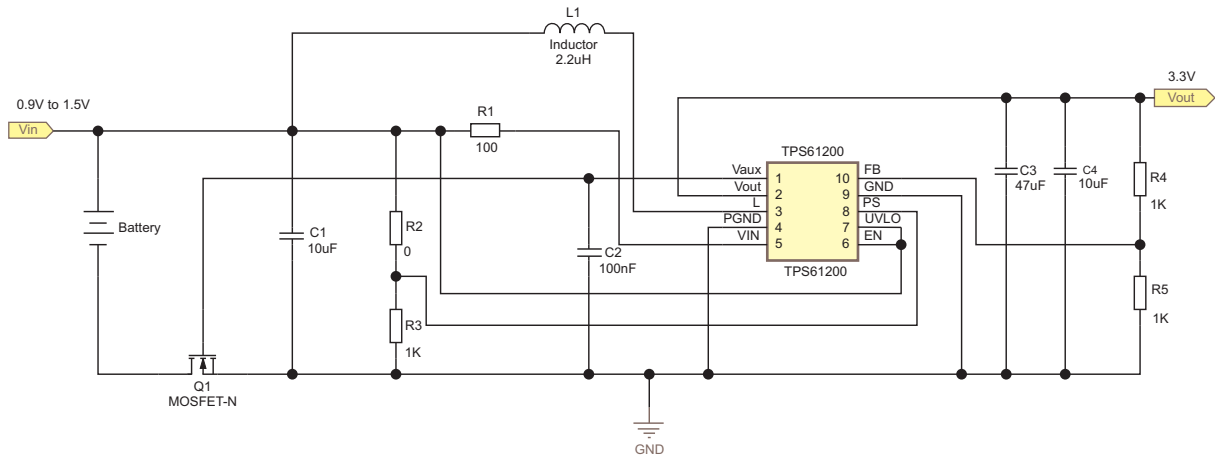 L1
Inductor
2.2uH
0.9V to 1.5V
Vin
R1
100
3.3V
Vout
TPS61200
Vaux 1 10 FB
Vout 2 9 GND
L 3 8 PS
PGND 4 7 UVLO
VIN 5 6 EN
TPS61200
C3
47uF
C4
10uF
R4
1K
Battery
C1
10uF
R2
0
C2
100nF
R3
1K
R5
1K
Q1
MOSFET-N
GND